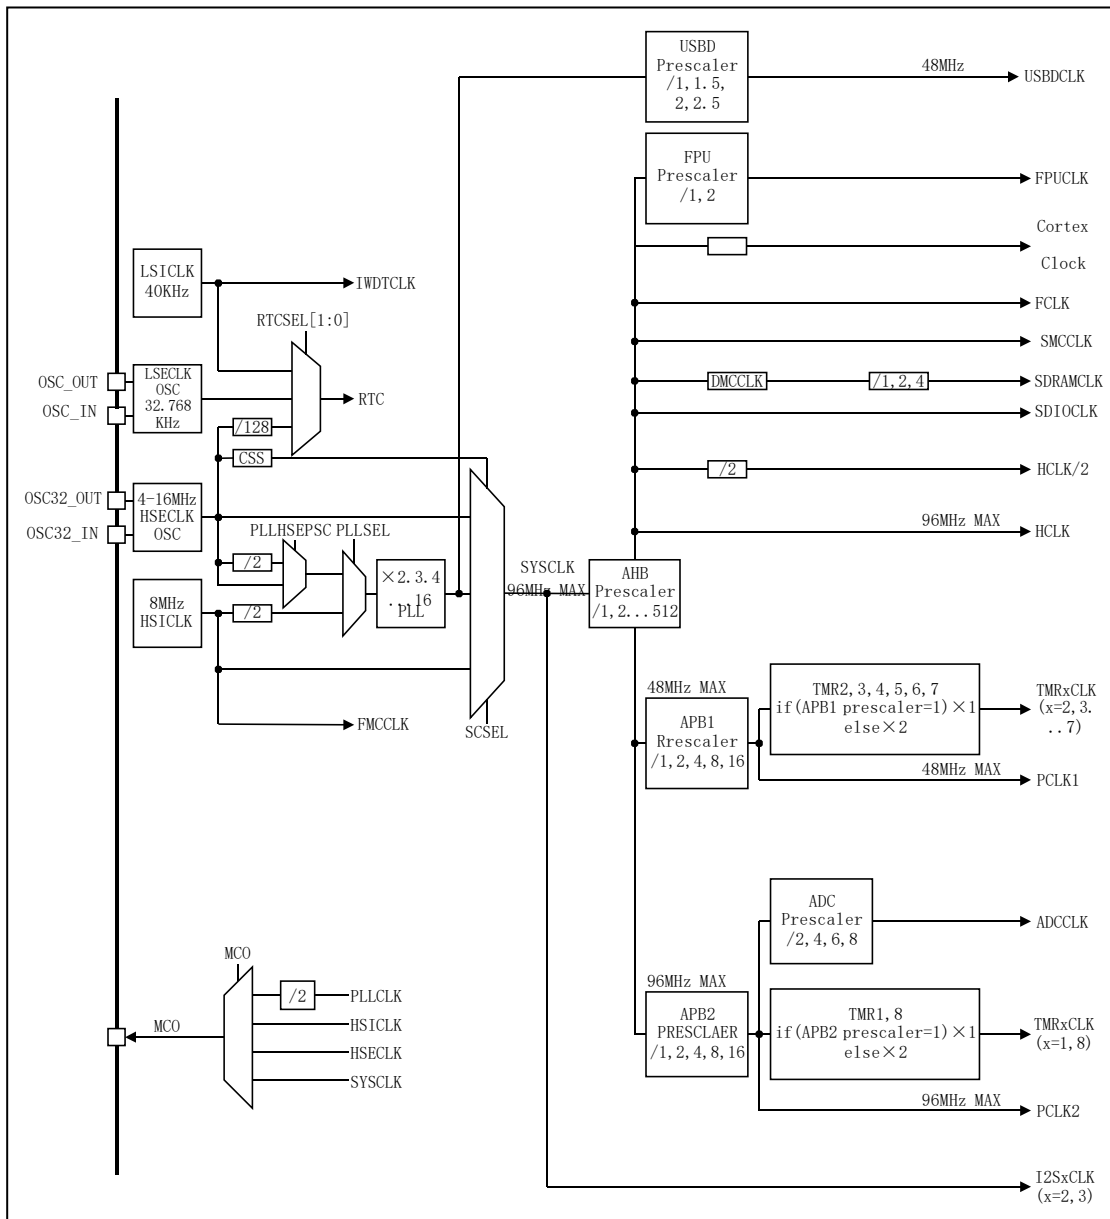 USBD
Prescaler
/1,1.5,
2,2.5
48MHz
USBDCLK
FPU
Prescaler
/1,2
FPUCLK
Cortex
Clock
LSICLK
40KHz
IWDTCLK
FCLK
RTCSEL[1:0]
SMCCLK
OSC_OUT
OSC_IN
LSECLK
OSC
32.768
KHz
RTC
DMCCLK
/1,2,4
SDRAMCLK
SDIOCLK
/128
CSS
/2
HCLK/2
OSC32_OUT
OSC32_IN
4-16MHz
HSECLK
OSC
96MHz MAX
HCLK
PLLHSEPSC
PLLSEL
/2
×2.3.4
...16
PLL
SYSCLK
96MHz MAX
AHB
Prescaler
/1,2...512
8MHz
HSICLK
/2
FMCCLK
SCSEL
48MHz MAX
APB1
Rrescaler
/1,2,4,8,16
TMR2,3,4,5,6,7
if(APB1 prescaler=1)×1
else×2
TMRxCLK
(x=2,3.
..7)
48MHz MAX
PCLK1
ADC
Prescaler
/2,4,6,8
ADCCLK
MCO
/2
PLLCLK
HSICLK
HSECLK
SYSCLK
MCO
96MHz MAX
APB2
PRESCLAER
/1,2,4,8,16
TMR1,8
if(APB2 prescaler=1)×1
else×2
TMRxCLK
(x=1,8)
96MHz MAX
PCLK2
I2SxCLK
(x=2,3)